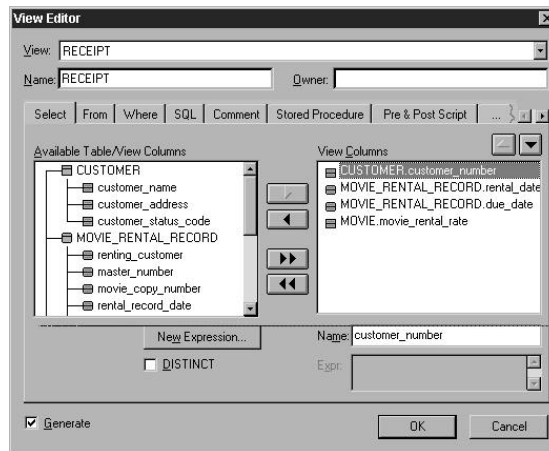 View Editor
View: RECEIPT
Name: RECEIPT Owner:
Select From Where SQL Comment Stored Procedure Pre & Post Script ...
Available Table/View Columns View Columns
CUSTOMER CUSTOMER.customer_number
customer_name MOVIE_RENTAL_RECORD.rental_date
customer_address MOVIE_RENTAL_RECORD.due_date
customer_status_code MOVIE.movie_rental_rate
MOVIE_RENTAL_RECORD
renting_customer
master_number
movie_copy_number
rental_record_date
New Expression... Name: customer_number
DISTINCT Expr:
Generate OK Cancel